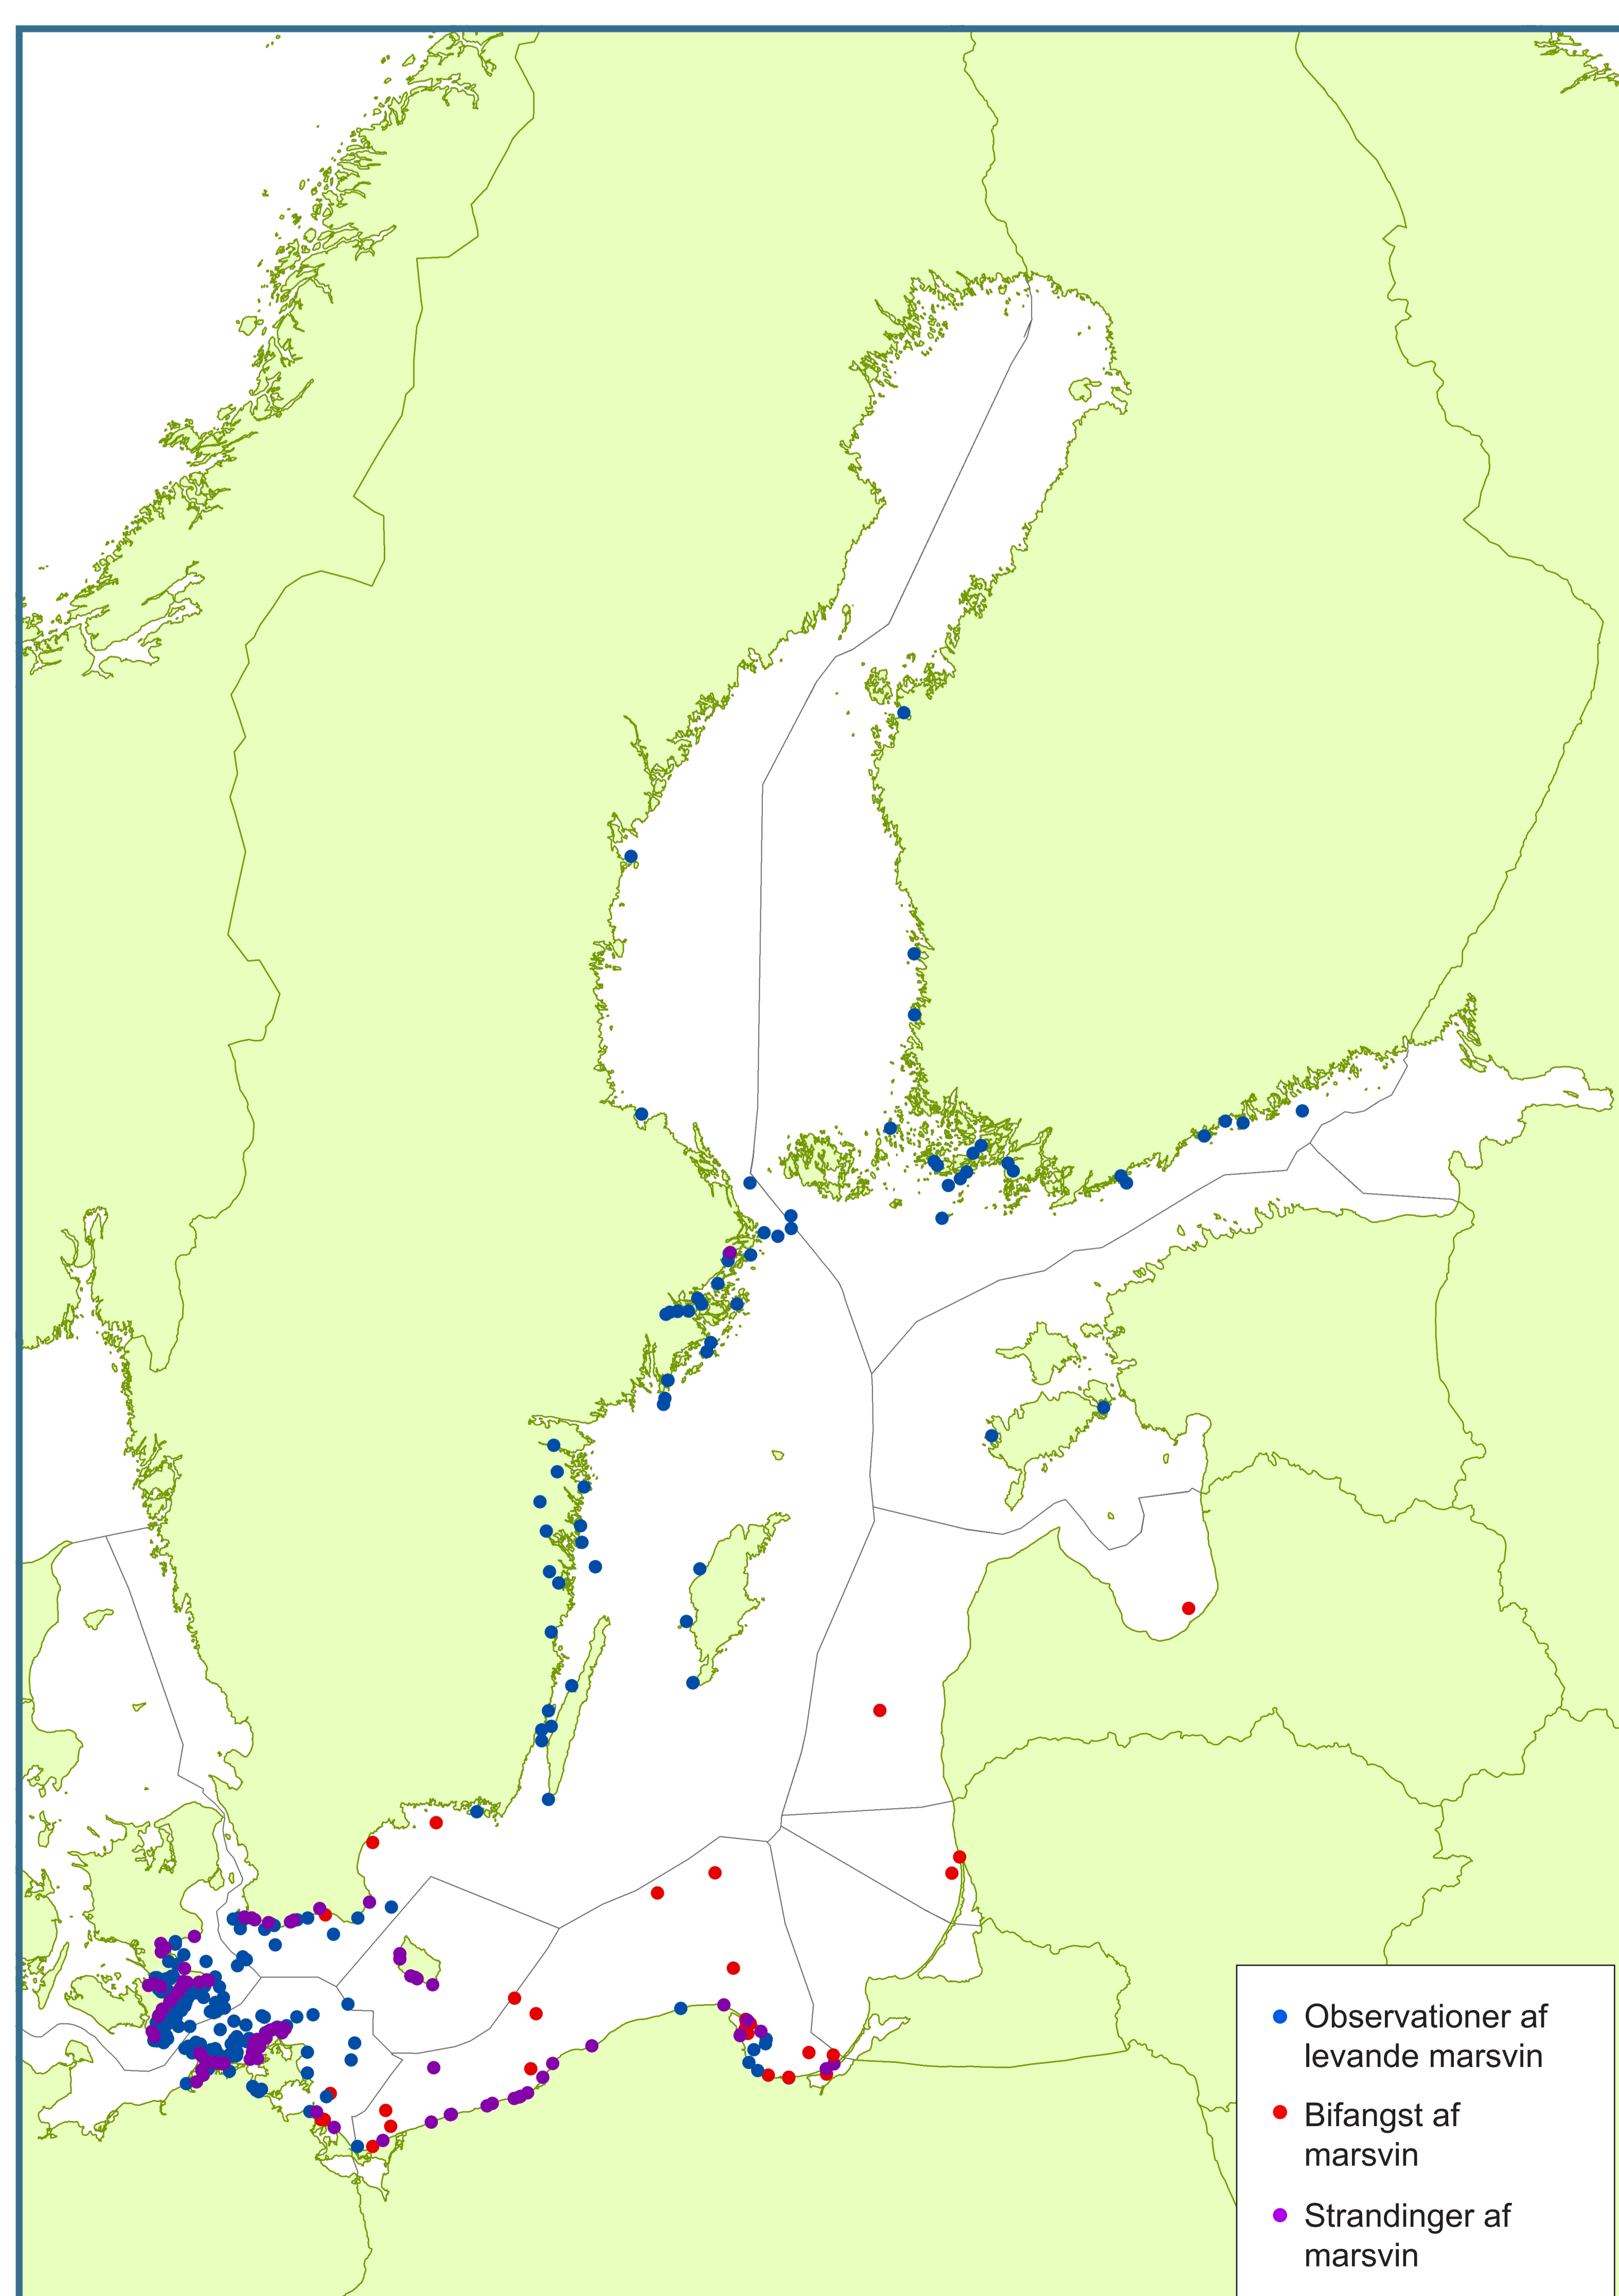 Observationer af
levande marsvin
Bifangst af
marsvin
Strandinger af
marsvin